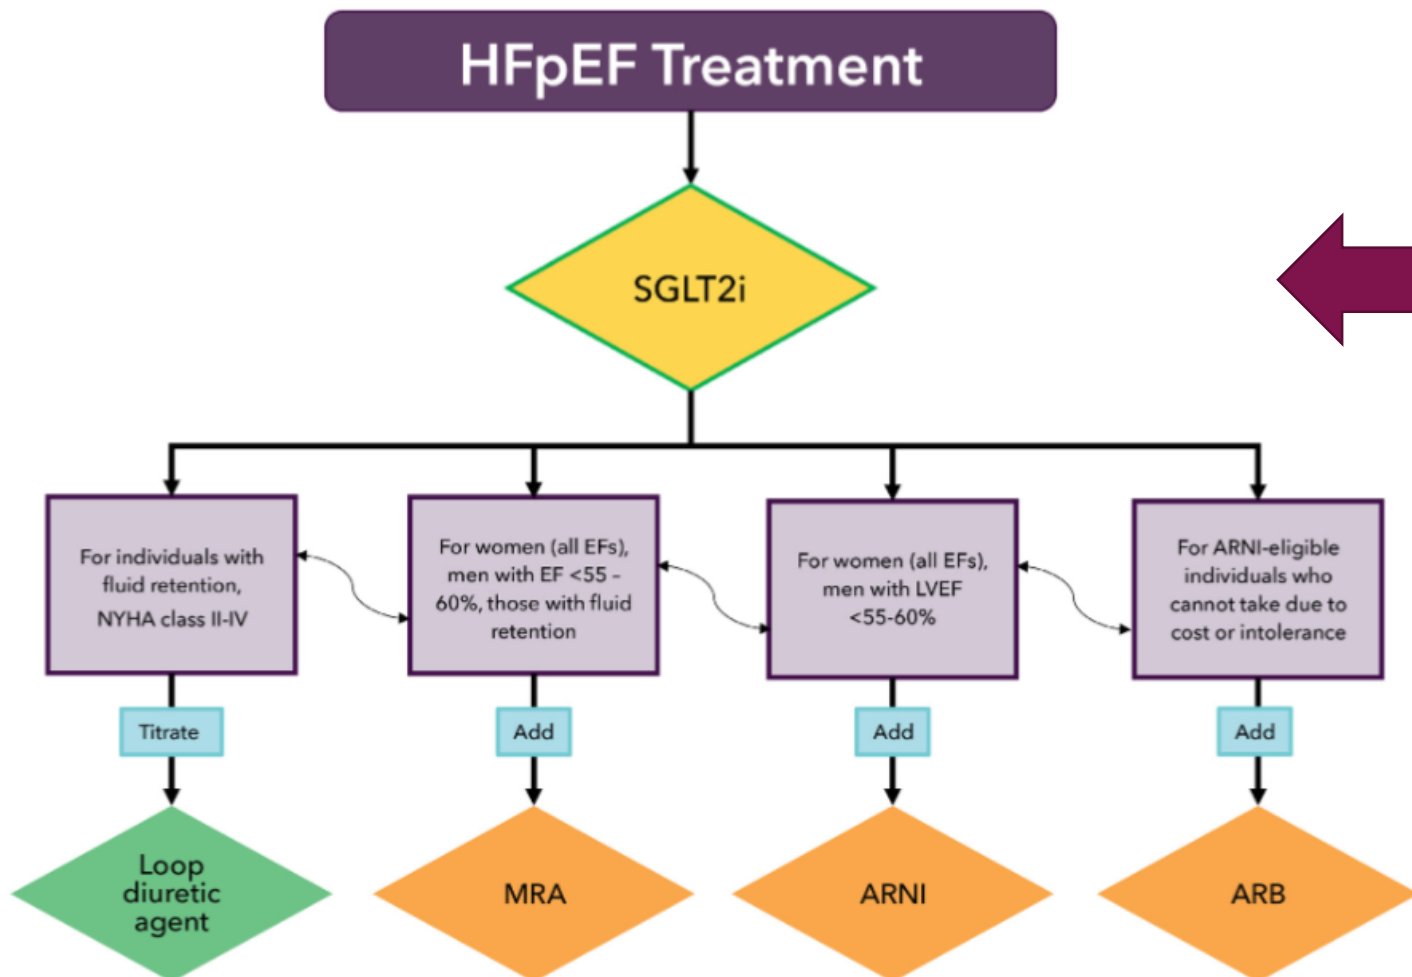 HFpEF Treatment
SGLT2i
For individuals with
fluid retention,
NYHA class II-IV
For women (all EFs),
men with EF <55 –
60%, those with fluid
retention
For women (all EFs),
men with LVEF
<55-60%
For ARNI-eligible
individuals who
cannot take due to
cost or intolerance
Titrate
Add
Add
Add
Loop
diuretic
agent
MRA
ARNI
ARB